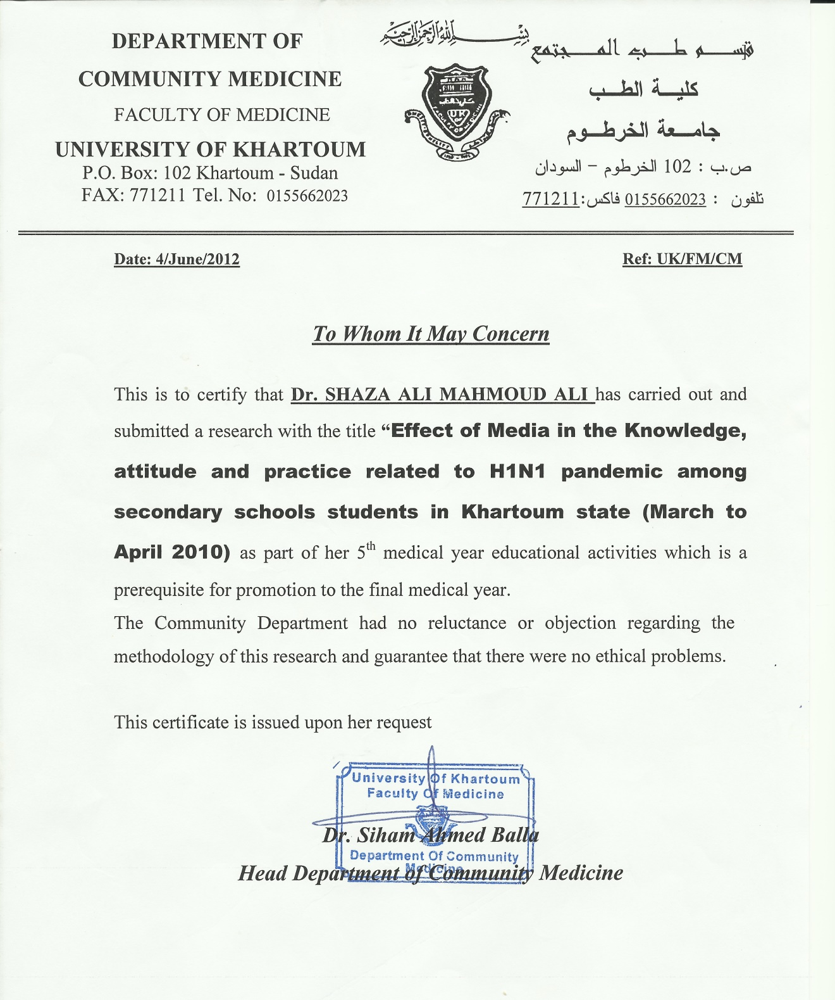 DEPARTMENT OF
COMMUNITY MEDICINE
FACULTY OF MEDICINE
UNIVERSITY OF KHARTOUM
P.O. Box: 102 Khartoum - Sudan
FAX: 771211 Tel. No: 0155662023
بسم الله الرحمن الرحيم
قسم طب المجتمع
كلية الطب
جامعة الخرطوم
ص.ب : 102 الخرطوم – السودان
تلفون : 0155662023 فاكس:771211
Date: 4/June/2012
Ref: UK/FM/CM
To Whom It May Concern
This is to certify that Dr. SHAZA ALI MAHMOUD ALI has carried out and
submitted a research with the title “Effect of Media in the Knowledge,
attitude and practice related to H1N1 pandemic among
secondary schools students in Khartoum state (March to
April 2010) as part of her 5th medical year educational activities which is a
prerequisite for promotion to the final medical year.
The Community Department had no reluctance or objection regarding the
methodology of this research and guarantee that there were no ethical problems.
This certificate is issued upon her request
University Of Khartoum
Faculty Of Medicine
Dr. Siham Ahmed Balla
Department Of Community
Medicine
Head Department of Community Medicine